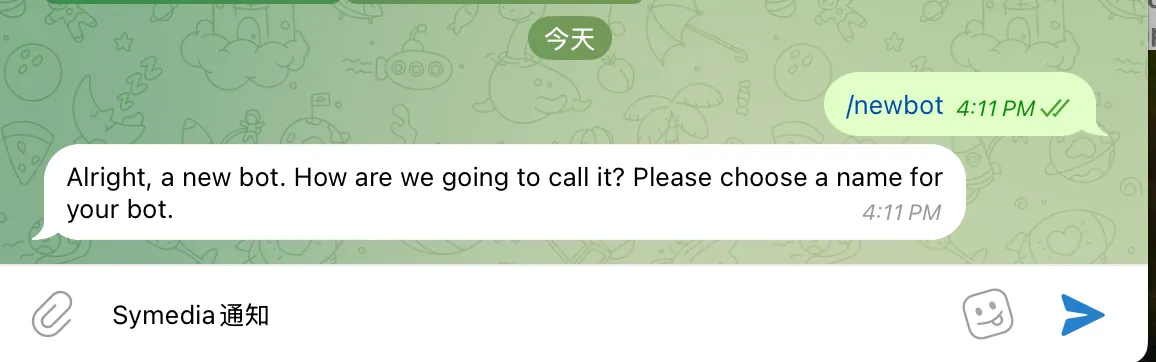 今天
/newbot 4:11 PM
Alright, a new bot. How are we going to call it? Please choose a name for
your bot.
4:11 PM
Symedia通知